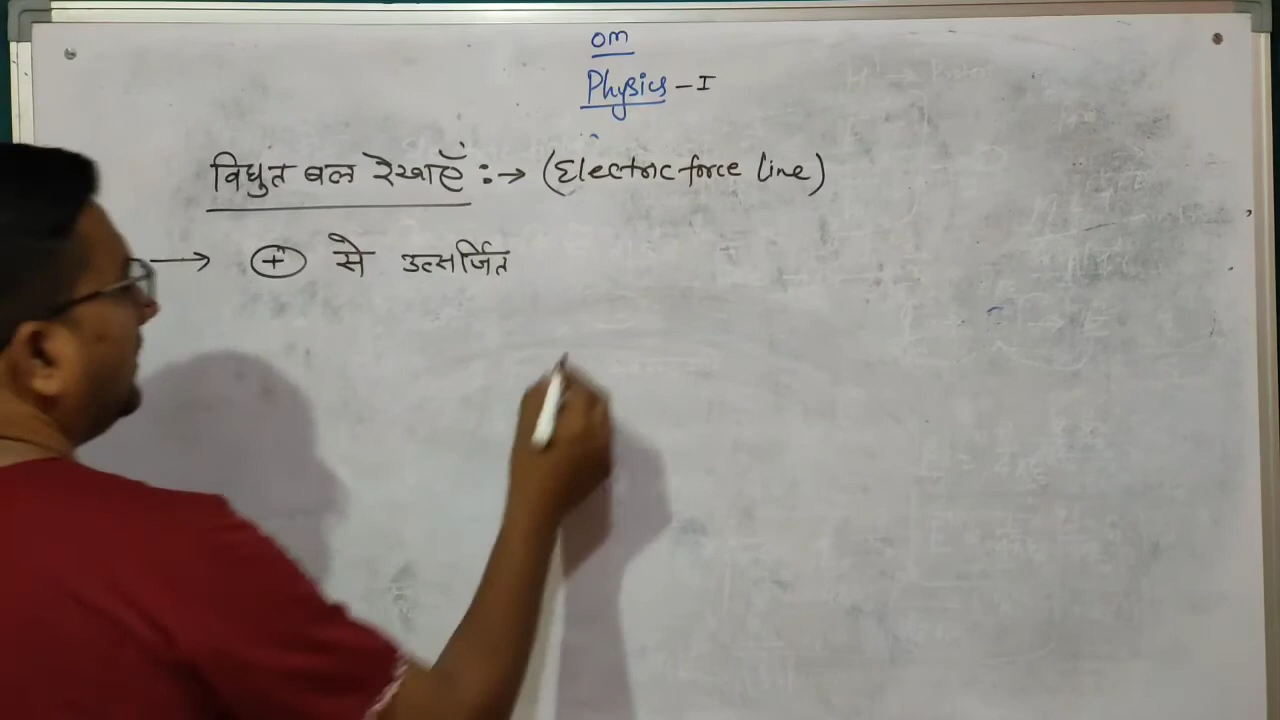 om
Physics - I
विधुत बल रेखाएँ :→ (Electric force line)
→ (+) से उत्सर्जित